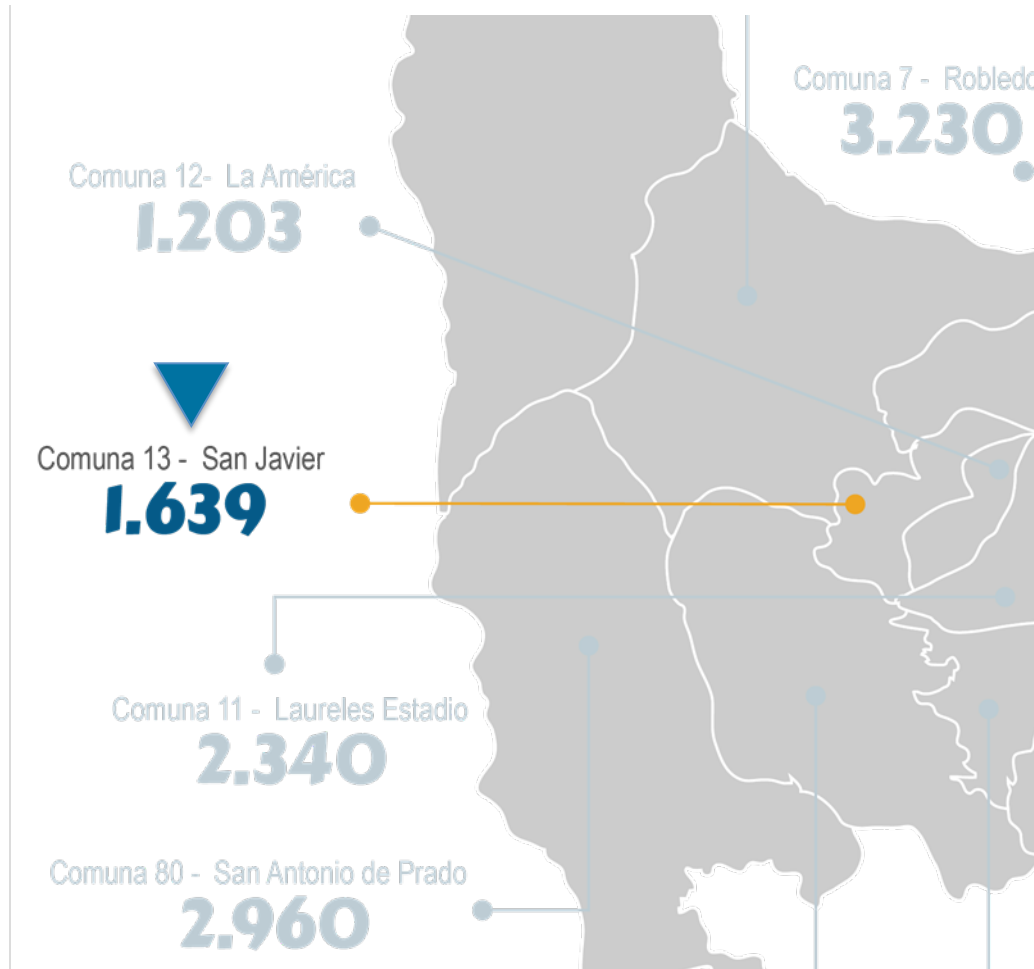 Comuna 7 - Robledo
3.230
Comuna 12- La América
1.203
Comuna 13 - San Javier
1.639
Comuna 11 - Laureles Estadio
2.340
Comuna 80 - San Antonio de Prado
2.960